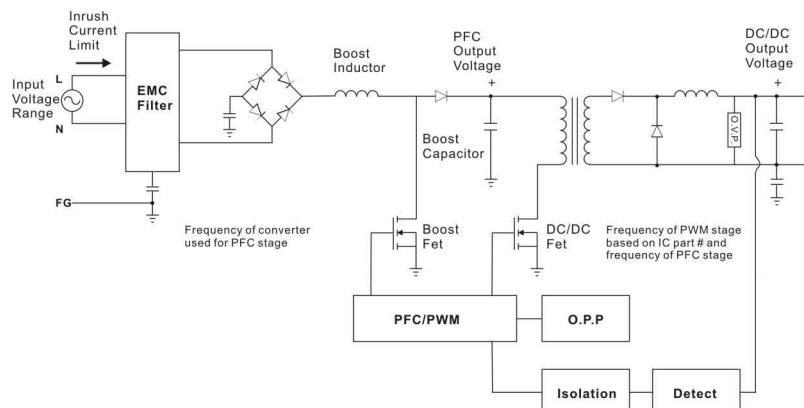 Inrush
Current
Limit
L
Input
Voltage
Range
N
EMC
Filter
FG
Boost
Inductor
PFC
Output
Voltage
+
DC/DC
Output
Voltage
+
Boost
Capacitor
O.V.P.
Frequency of converter
used for PFC stage
Boost
Fet
DC/DC
Fet
Frequency of PWM stage
based on IC part # and
frequency of PFC stage
PFC/PWM
O.P.P
Isolation
Detect